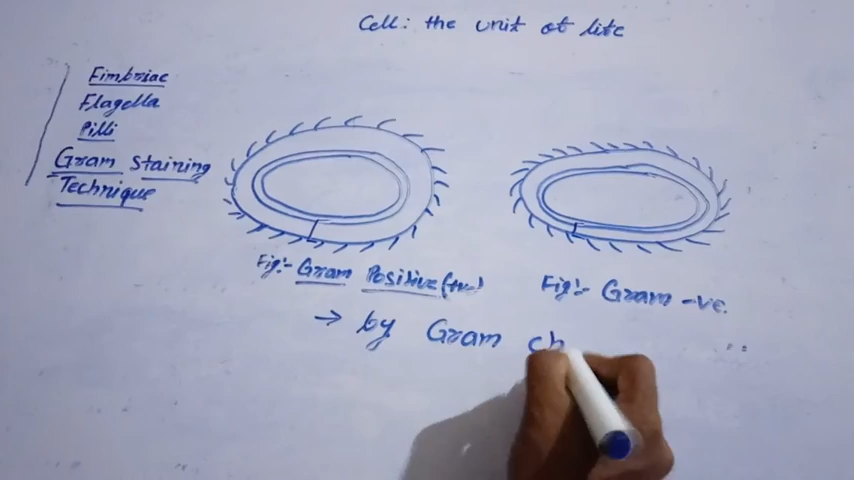 Cell: the unit of life
Fimbriae
Flagella
Pilli
Gram Staining
Technique
Fig:- Gram Positive (+ve)
Fig:- Gram -ve.
→ by Gram ch